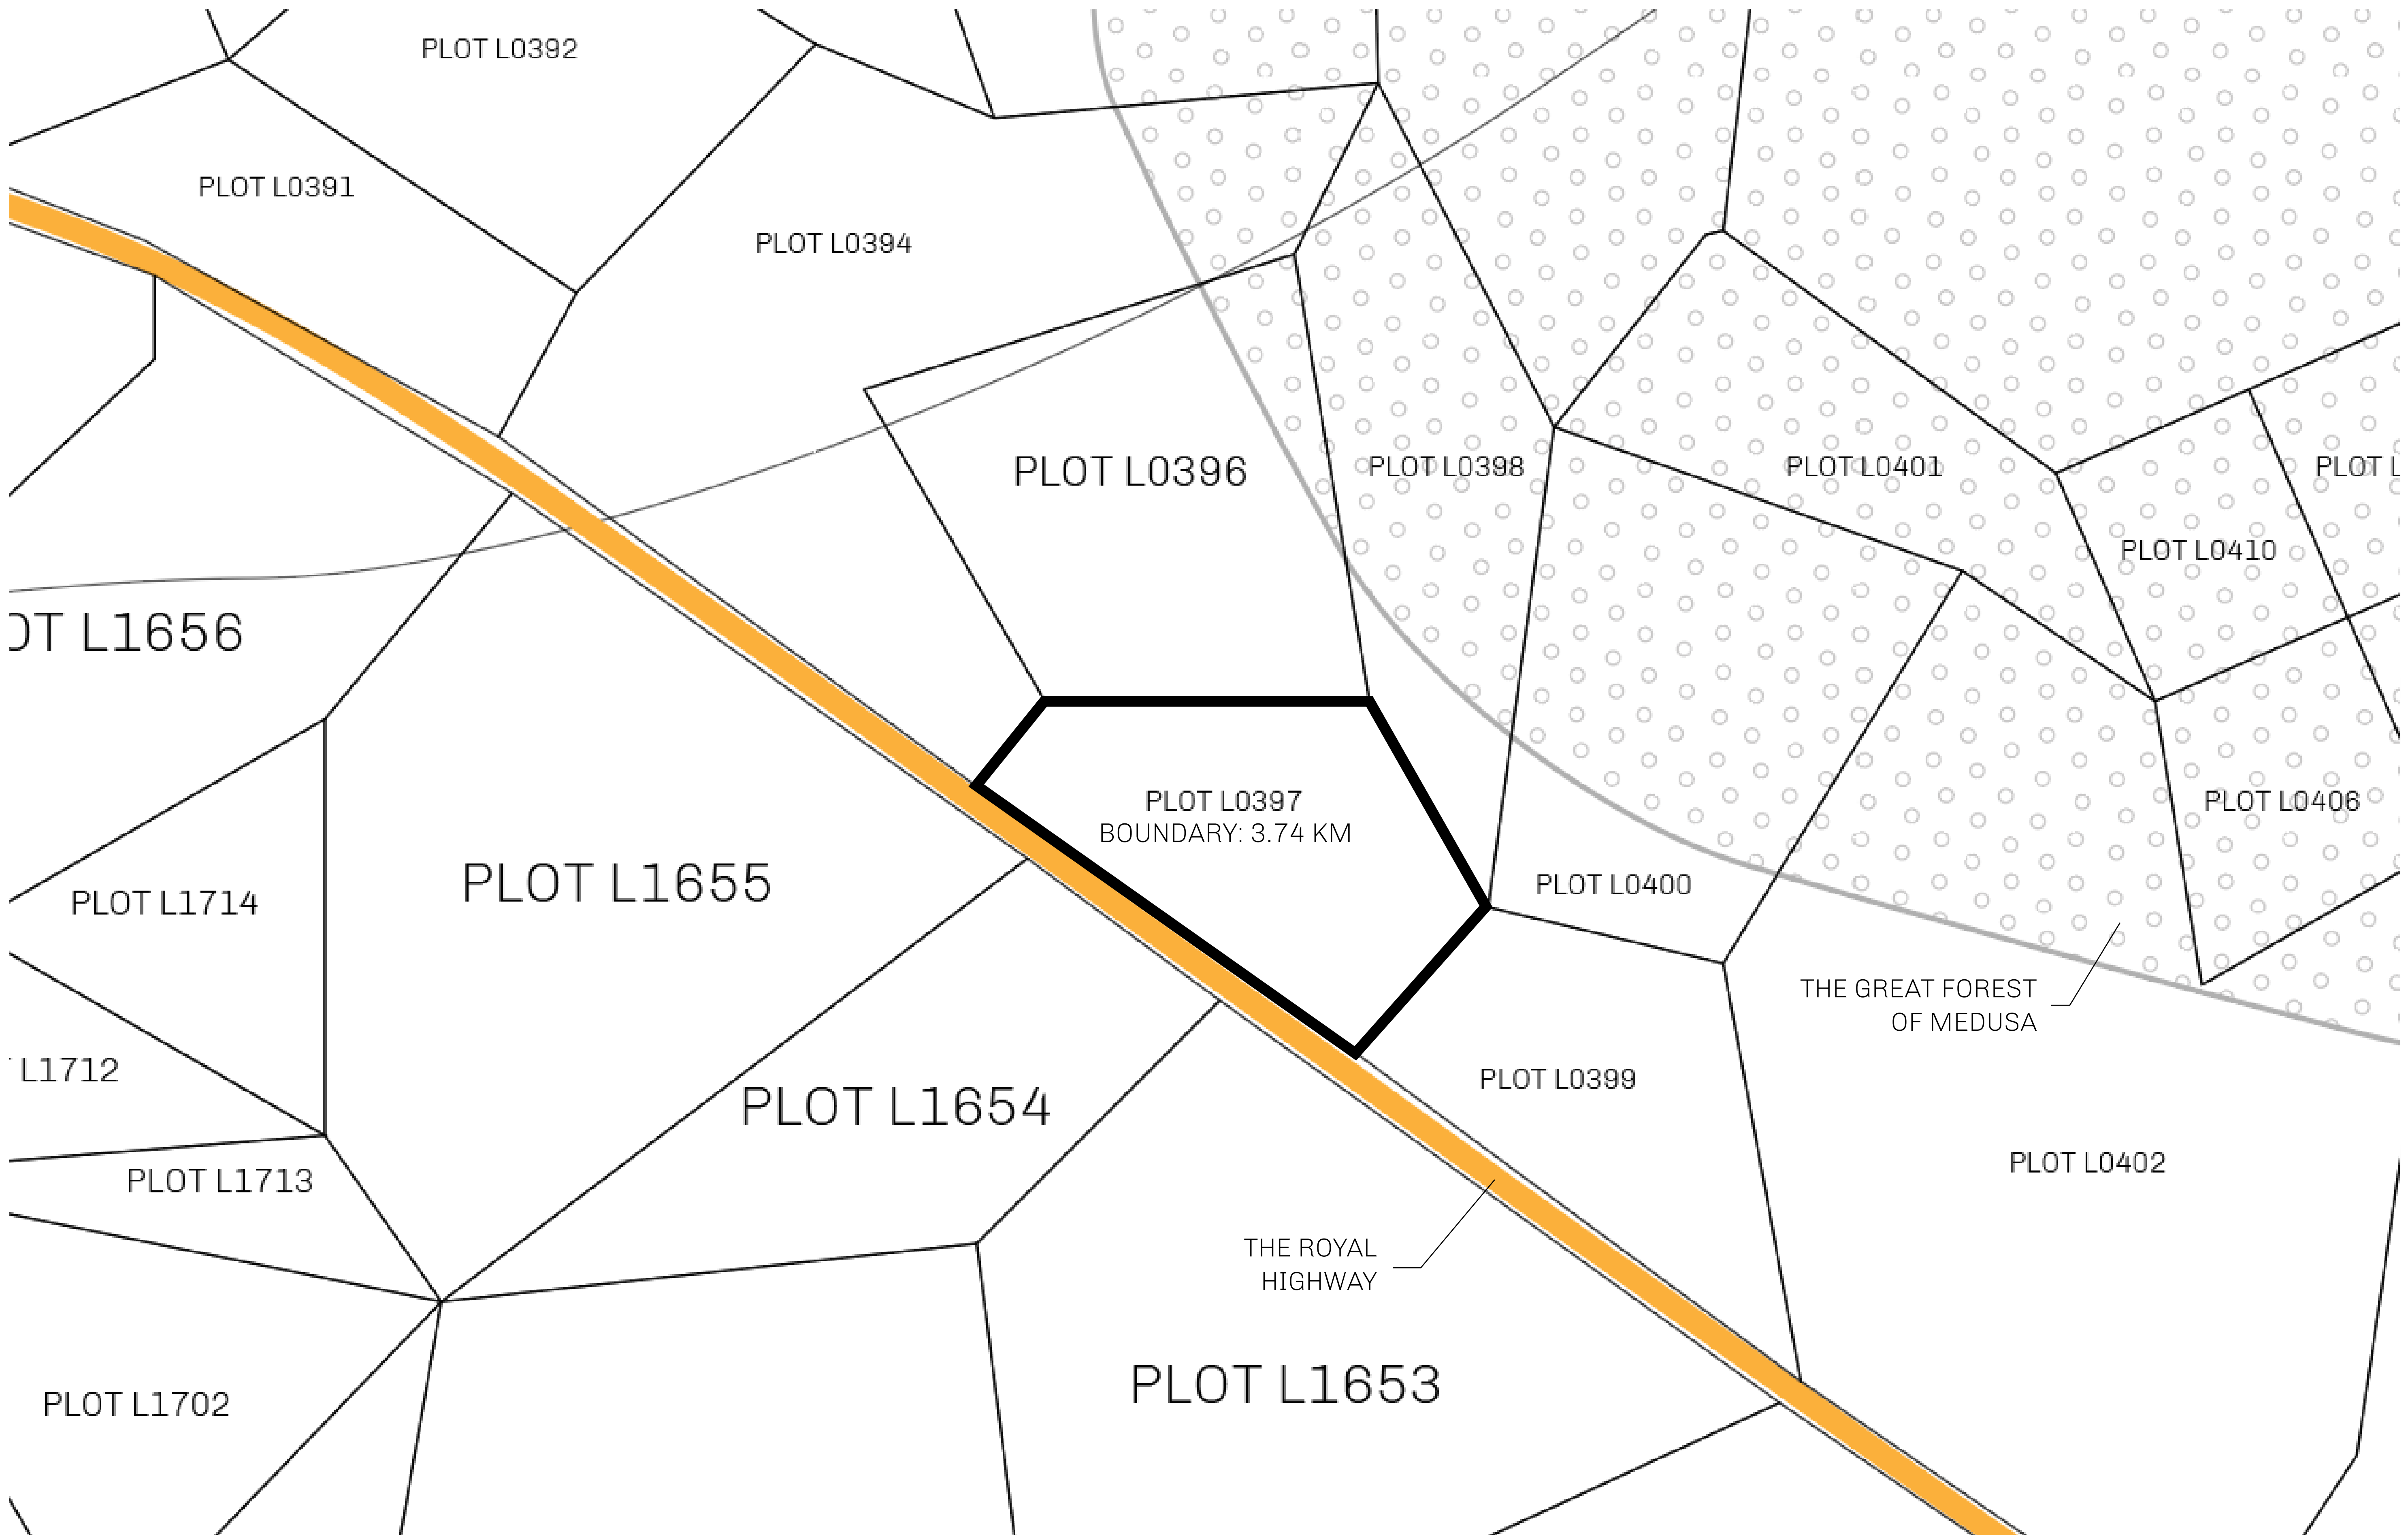 PLOT L0392
PLOT L0391
PLOT L0394
PLOT L0396
PLOT L0398
PLOT L0401
PLOT L
PLOT L0410
OT L1656
PLOT L0397
BOUNDARY: 3.74 KM
PLOT L0406
PLOT L1655
PLOT L0400
PLOT L1714
THE GREAT FOREST
OF MEDUSA
L1712
PLOT L1654
PLOT L0399
PLOT L0402
PLOT L1713
THE ROYAL
HIGHWAY
PLOT L1653
PLOT L1702